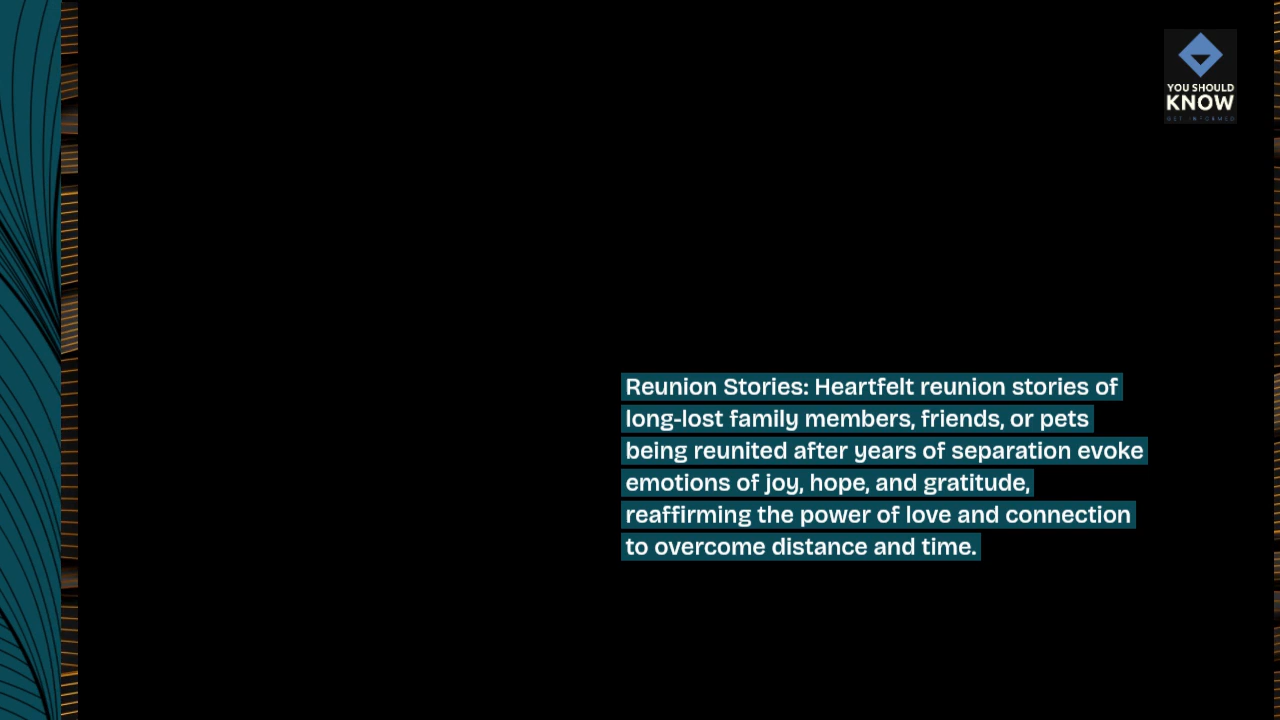 YOU SHOULD
KNOW
GET INFORMED
Reunion Stories: Heartfelt reunion stories of
long-lost family members, friends, or pets
being reunited after years of separation evoke
emotions of joy, hope, and gratitude,
reaffirming the power of love and connection
to overcome distance and time.